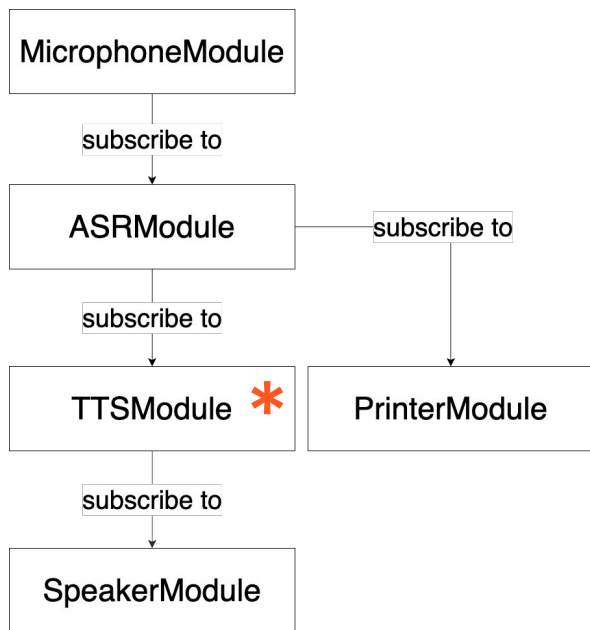 MicrophoneModule
subscribe to
ASRModule
subscribe to
subscribe to
TTSModule *
PrinterModule
subscribe to
SpeakerModule